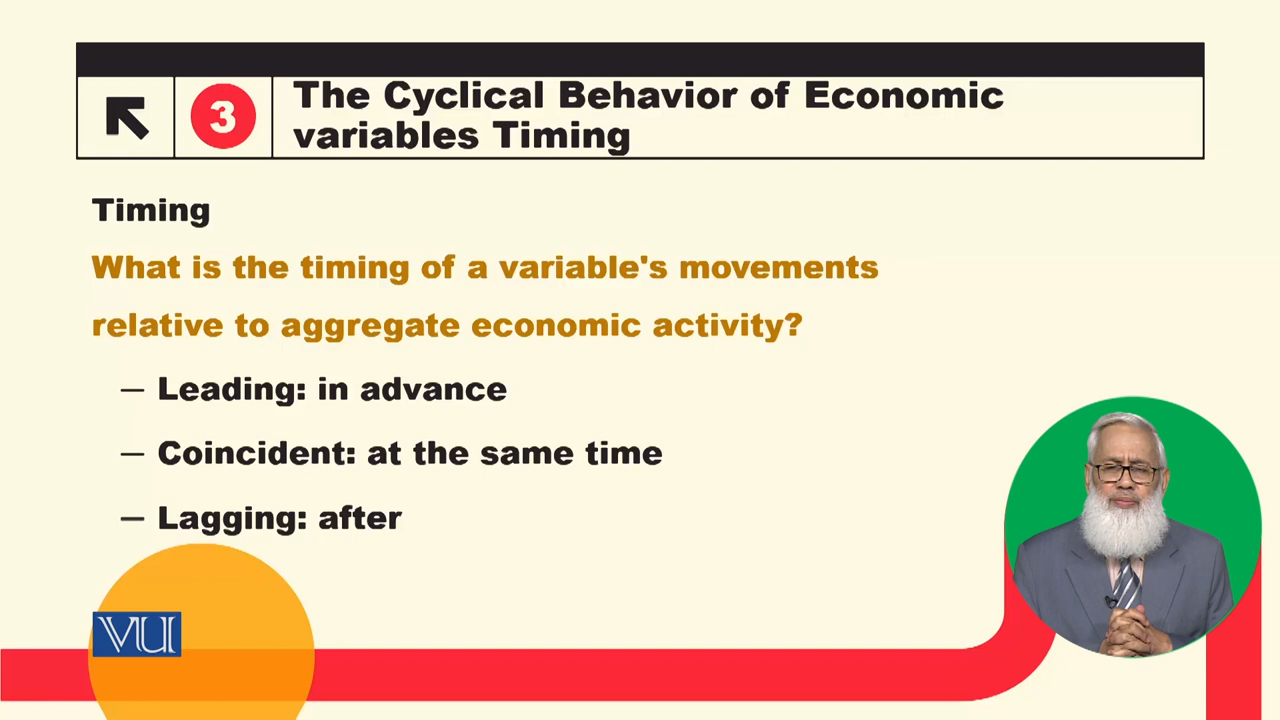 3
The Cyclical Behavior of Economic
variables Timing
Timing
What is the timing of a variable's movements
relative to aggregate economic activity?
— Leading: in advance
— Coincident: at the same time
— Lagging: after
VU